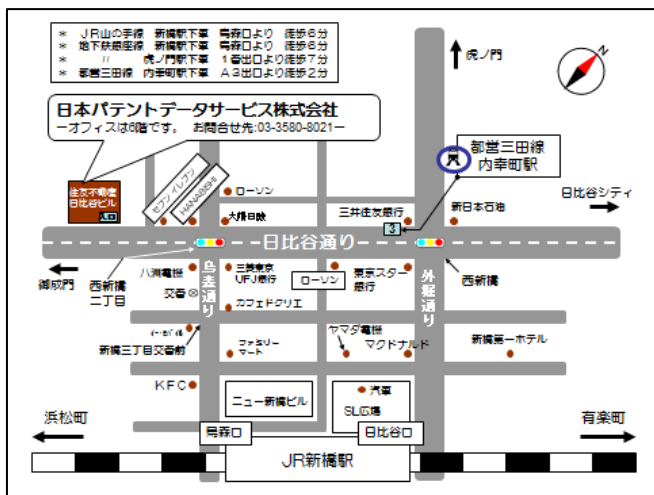 * JR山の手線 新橋駅下車 烏森口より 徒歩6分
* 地下鉄銀座線 新橋駅下車 烏森口より 徒歩6分
* 〃 虎ノ門駅下車 1番出口より徒歩7分
* 都営三田線 内幸町駅下車 A3出口より徒歩2分
虎ノ門
N
日本パテントデータサービス株式会社
ーオフィスは6階です。 お問合せ先:03-3580-8021ー
都営三田線
内幸町駅
住友不動産
日比谷ビル
入口
セブンイレブン
HANABISHI
ローソン
大陽日酸
三井住友銀行
3
新日本石油
日比谷シティ
日比谷通り
御成門
西新橋
二丁目
八洲電機
交番
烏森通り
三菱東京
UFJ銀行
カフェドクリエ
ローソン
東京スター
銀行
外堀通り
西新橋
新橋三丁目交番前
ファミリー
マート
ヤマダ電機
マクドナルド
新橋第一ホテル
KFC
ニュー新橋ビル
汽車
SL広場
浜松町
烏森口
日比谷口
有楽町
JR新橋駅